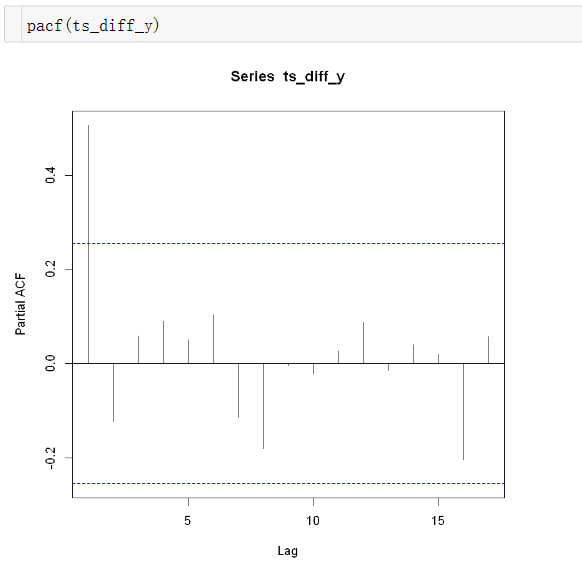 pacf(ts_diff_y)
Series ts_diff_y
0.4
0.2
0.0
-0.2
Partial ACF
5 10 15
Lag